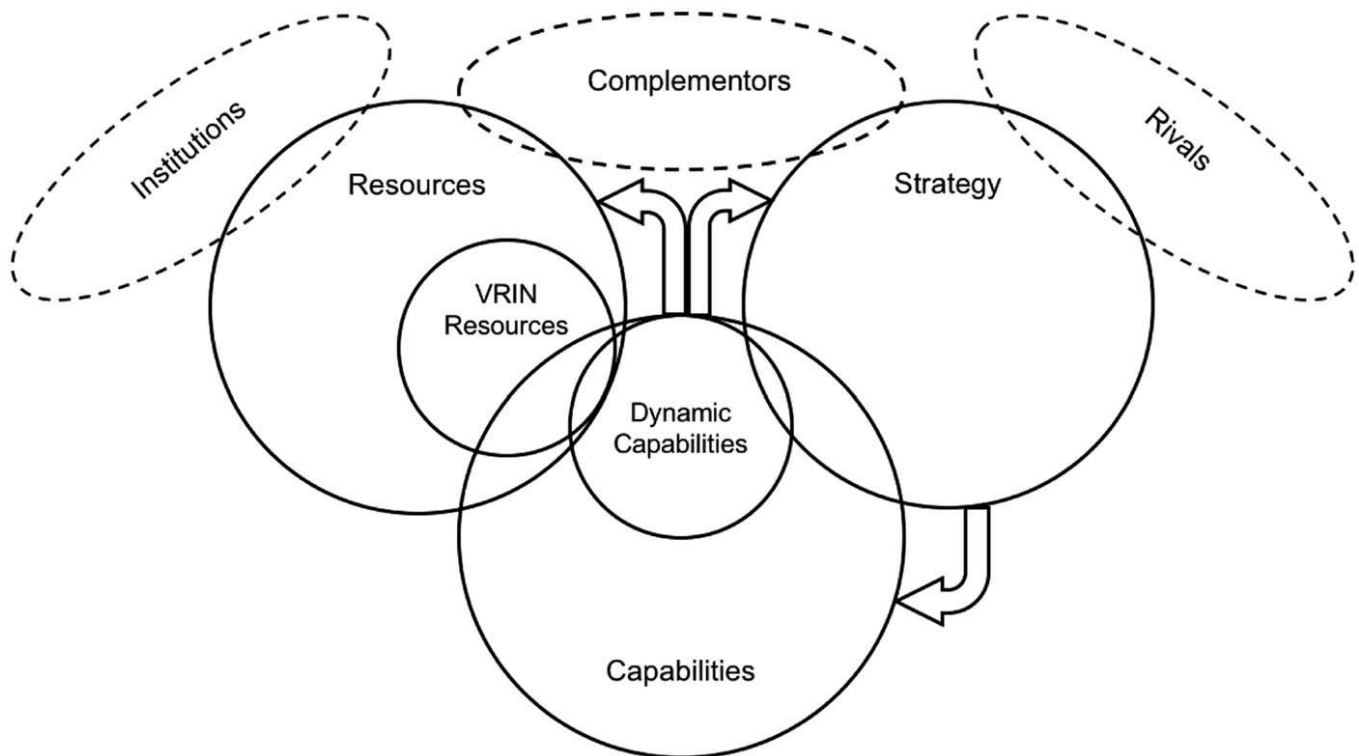 Complementors
Institutions
Rivals
Resources
Strategy
VRIN
Resources
Dynamic
Capabilities
Capabilities